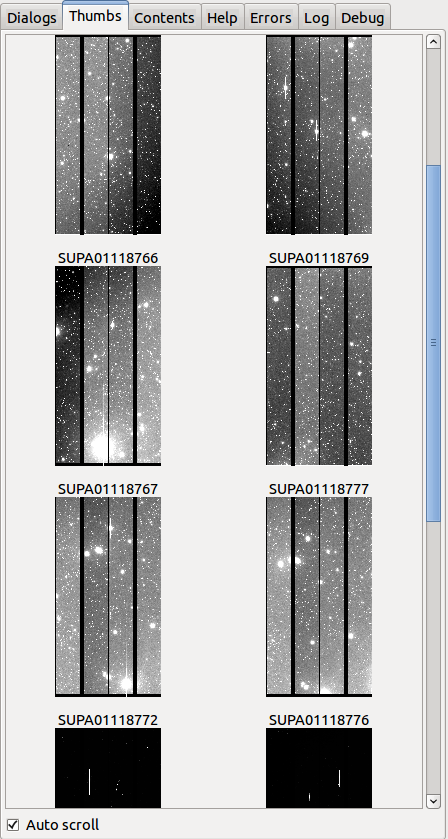 Dialogs Thumbs Contents Help Errors Log Debug
SUPA01118766 SUPA01118769
SUPA01118767 SUPA01118777
SUPA01118772 SUPA01118776
Auto scroll